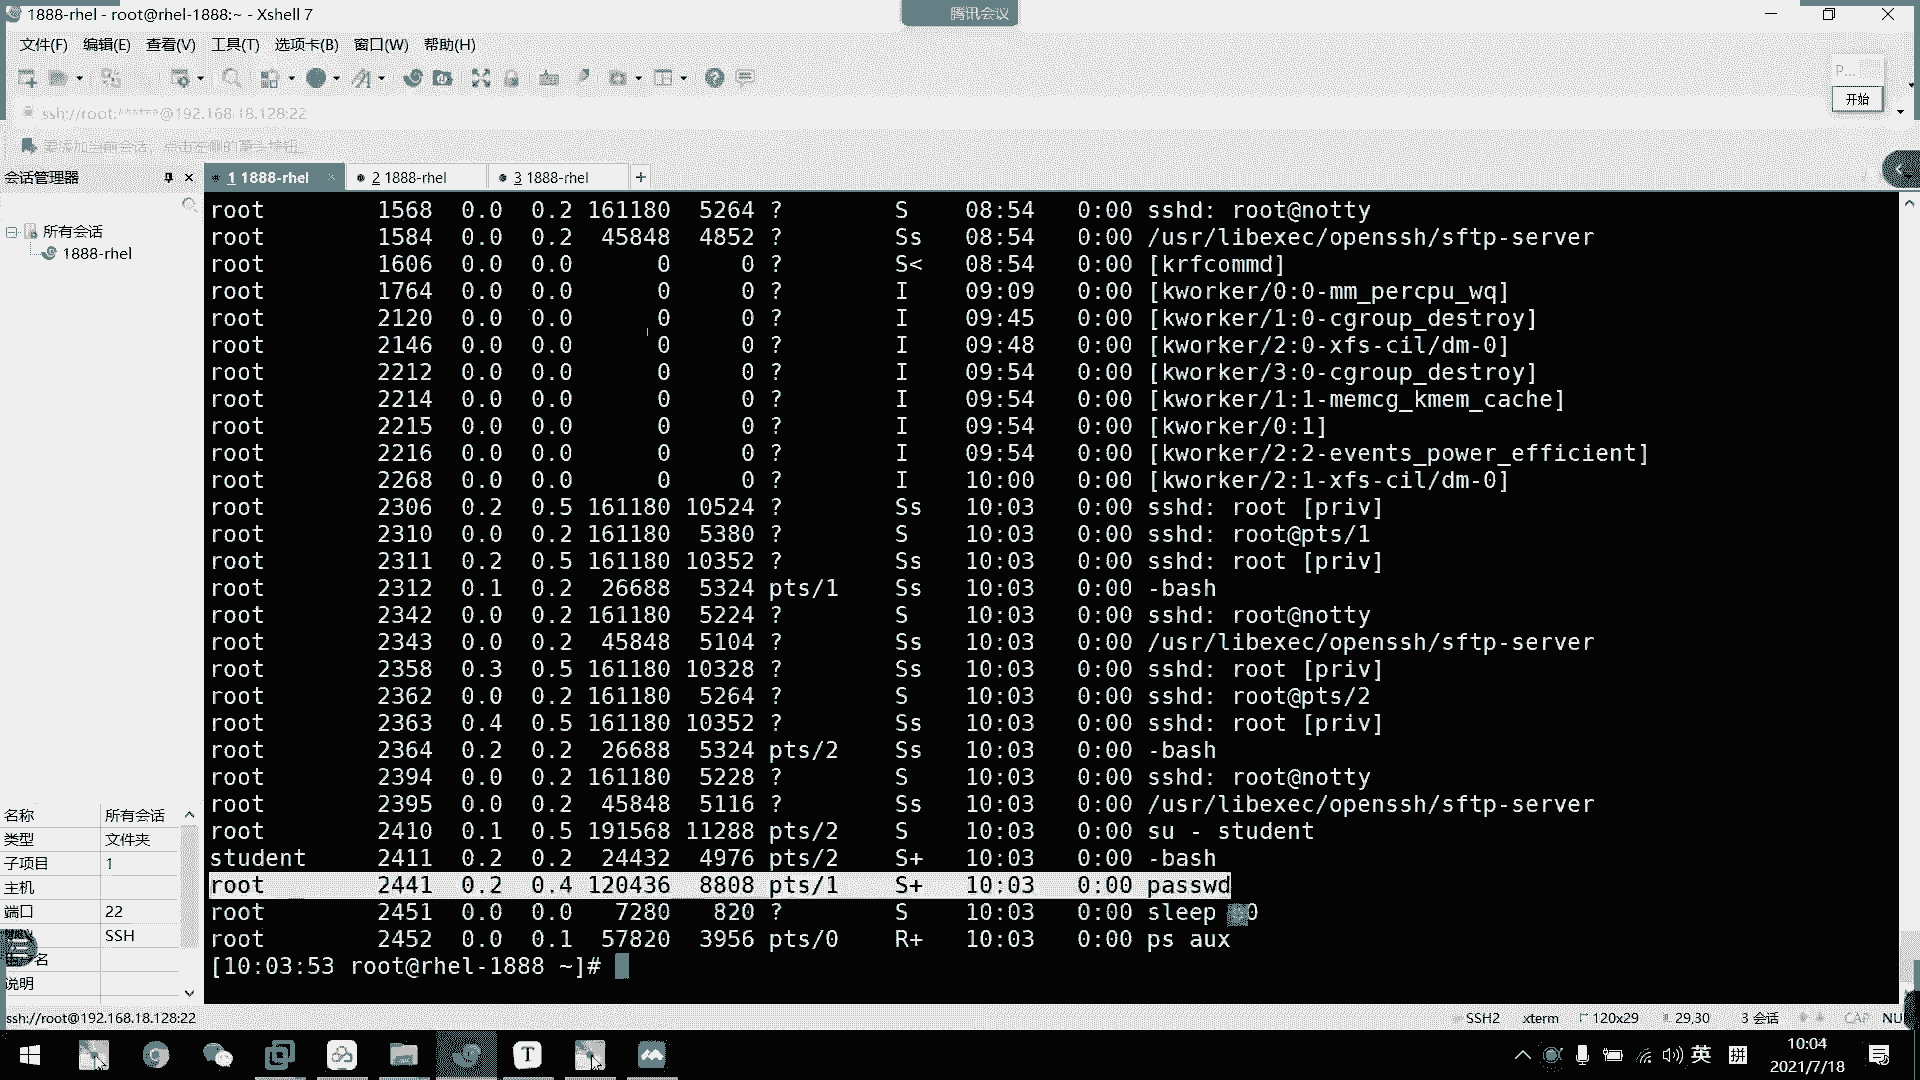 1888-rhel - root@rhel-1888:~ - Xshell 7
腾讯会议
文件(F) 编辑(E) 查看(V) 工具(T) 选项卡(B) 窗口(W) 帮助(H)
P...
开始
ssh://root:******@192.168.18.128:22
要添加当前会话，点击左侧的箭头按钮。
会话管理器
1 1888-rhel
2 1888-rhel
3 1888-rhel
所有会话
1888-rhel
root 1568 0.0 0.2 161180 5264 ? S 08:54 0:00 sshd: root@notty
root 1584 0.0 0.2 45848 4852 ? Ss 08:54 0:00 /usr/libexec/openssh/sftp-server
root 1606 0.0 0.0 0 0 ? S< 08:54 0:00 [krfcommd]
root 1764 0.0 0.0 0 0 ? I 09:09 0:00 [kworker/0:0-mm_percpu_wq]
root 2120 0.0 0.0 0 0 ? I 09:45 0:00 [kworker/1:0-cgroup_destroy]
root 2146 0.0 0.0 0 0 ? I 09:48 0:00 [kworker/2:0-xfs-cil/dm-0]
root 2212 0.0 0.0 0 0 ? I 09:54 0:00 [kworker/3:0-cgroup_destroy]
root 2214 0.0 0.0 0 0 ? I 09:54 0:00 [kworker/1:1-memcg_kmem_cache]
root 2215 0.0 0.0 0 0 ? I 09:54 0:00 [kworker/0:1]
root 2216 0.0 0.0 0 0 ? I 09:54 0:00 [kworker/2:2-events_power_efficient]
root 2268 0.0 0.0 0 0 ? I 10:00 0:00 [kworker/2:1-xfs-cil/dm-0]
root 2306 0.2 0.5 161180 10524 ? Ss 10:03 0:00 sshd: root [priv]
root 2310 0.0 0.2 161180 5380 ? S 10:03 0:00 sshd: root@pts/1
root 2311 0.2 0.5 161180 10352 ? Ss 10:03 0:00 sshd: root [priv]
root 2312 0.1 0.2 26688 5324 pts/1 Ss 10:03 0:00 -bash
root 2342 0.0 0.2 161180 5224 ? S 10:03 0:00 sshd: root@notty
root 2343 0.0 0.2 45848 5104 ? Ss 10:03 0:00 /usr/libexec/openssh/sftp-server
root 2358 0.3 0.5 161180 10328 ? Ss 10:03 0:00 sshd: root [priv]
root 2362 0.0 0.2 161180 5264 ? S 10:03 0:00 sshd: root@pts/2
root 2363 0.4 0.5 161180 10352 ? Ss 10:03 0:00 sshd: root [priv]
root 2364 0.2 0.2 26688 5324 pts/2 Ss 10:03 0:00 -bash
root 2394 0.0 0.2 161180 5228 ? S 10:03 0:00 sshd: root@notty
root 2395 0.0 0.2 45848 5116 ? Ss 10:03 0:00 /usr/libexec/openssh/sftp-server
root 2410 0.1 0.5 191568 11288 pts/2 S 10:03 0:00 su - student
student 2411 0.2 0.2 24432 4976 pts/2 S+ 10:03 0:00 -bash
root 2441 0.2 0.4 120436 8808 pts/1 S+ 10:03 0:00 passwd
root 2451 0.0 0.0 7280 820 ? S 10:03 0:00 sleep
root 2452 0.0 0.1 57820 3956 pts/0 R+ 10:03 0:00 ps aux
[10:03:53 root@rhel-1888 ~]#
名称 所有会话
类型 文件夹
子项目 1
主机
端口 22
SSH
名
说明
ssh://root@192.168.18.128:22
SSH2 xterm 120x29 29,30 3 会话 CAP NU
T
英 拼
10:04
2021/7/18